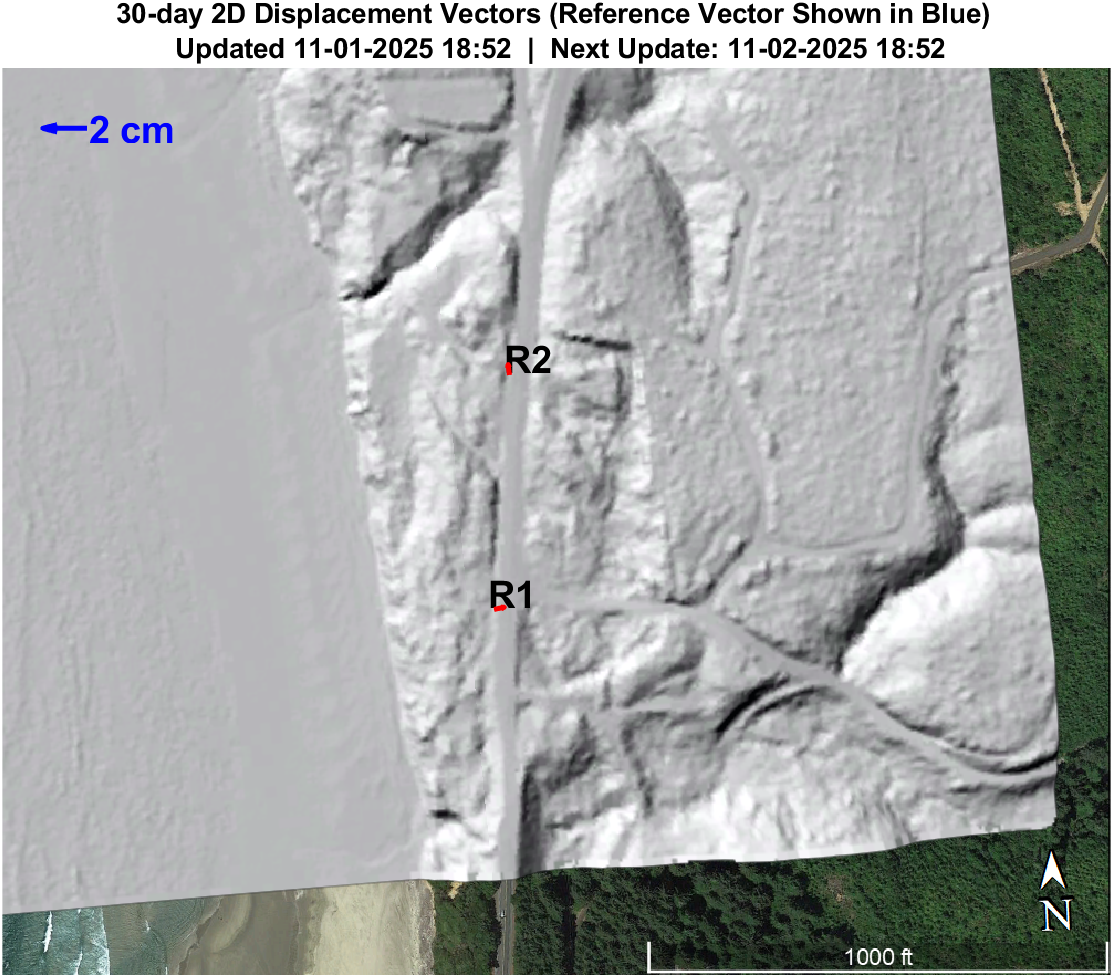 30-day 2D Displacement Vectors (Reference Vector Shown in Blue)
Updated 11-01-2025 18:52 | Next Update: 11-02-2025 18:52
2 cm
R2
R1
N
1000 ft